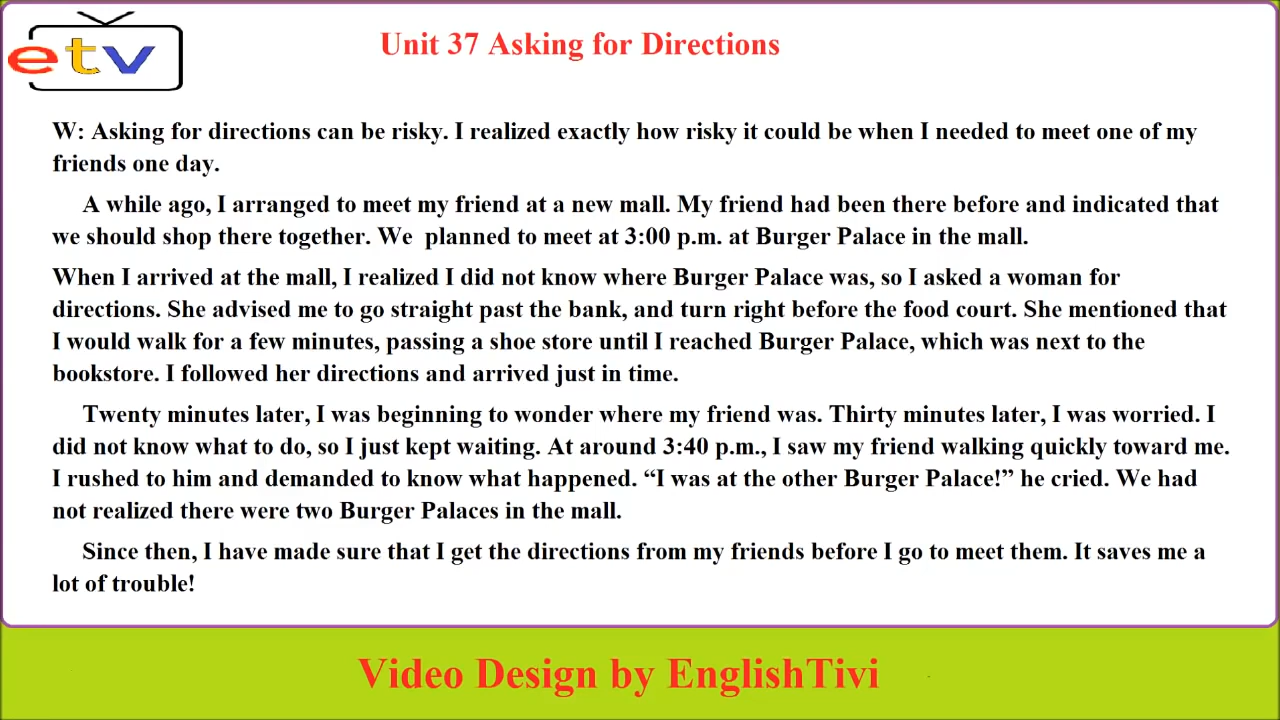 etv
Unit 37 Asking for Directions
W: Asking for directions can be risky. I realized exactly how risky it could be when I needed to meet one of my
friends one day.
A while ago, I arranged to meet my friend at a new mall. My friend had been there before and indicated that
we should shop there together. We planned to meet at 3:00 p.m. at Burger Palace in the mall.
When I arrived at the mall, I realized I did not know where Burger Palace was, so I asked a woman for
directions. She advised me to go straight past the bank, and turn right before the food court. She mentioned that
I would walk for a few minutes, passing a shoe store until I reached Burger Palace, which was next to the
bookstore. I followed her directions and arrived just in time.
Twenty minutes later, I was beginning to wonder where my friend was. Thirty minutes later, I was worried. I
did not know what to do, so I just kept waiting. At around 3:40 p.m., I saw my friend walking quickly toward me.
I rushed to him and demanded to know what happened. “I was at the other Burger Palace!” he cried. We had
not realized there were two Burger Palaces in the mall.
Since then, I have made sure that I get the directions from my friends before I go to meet them. It saves me a
lot of trouble!
Video Design by EnglishTivi